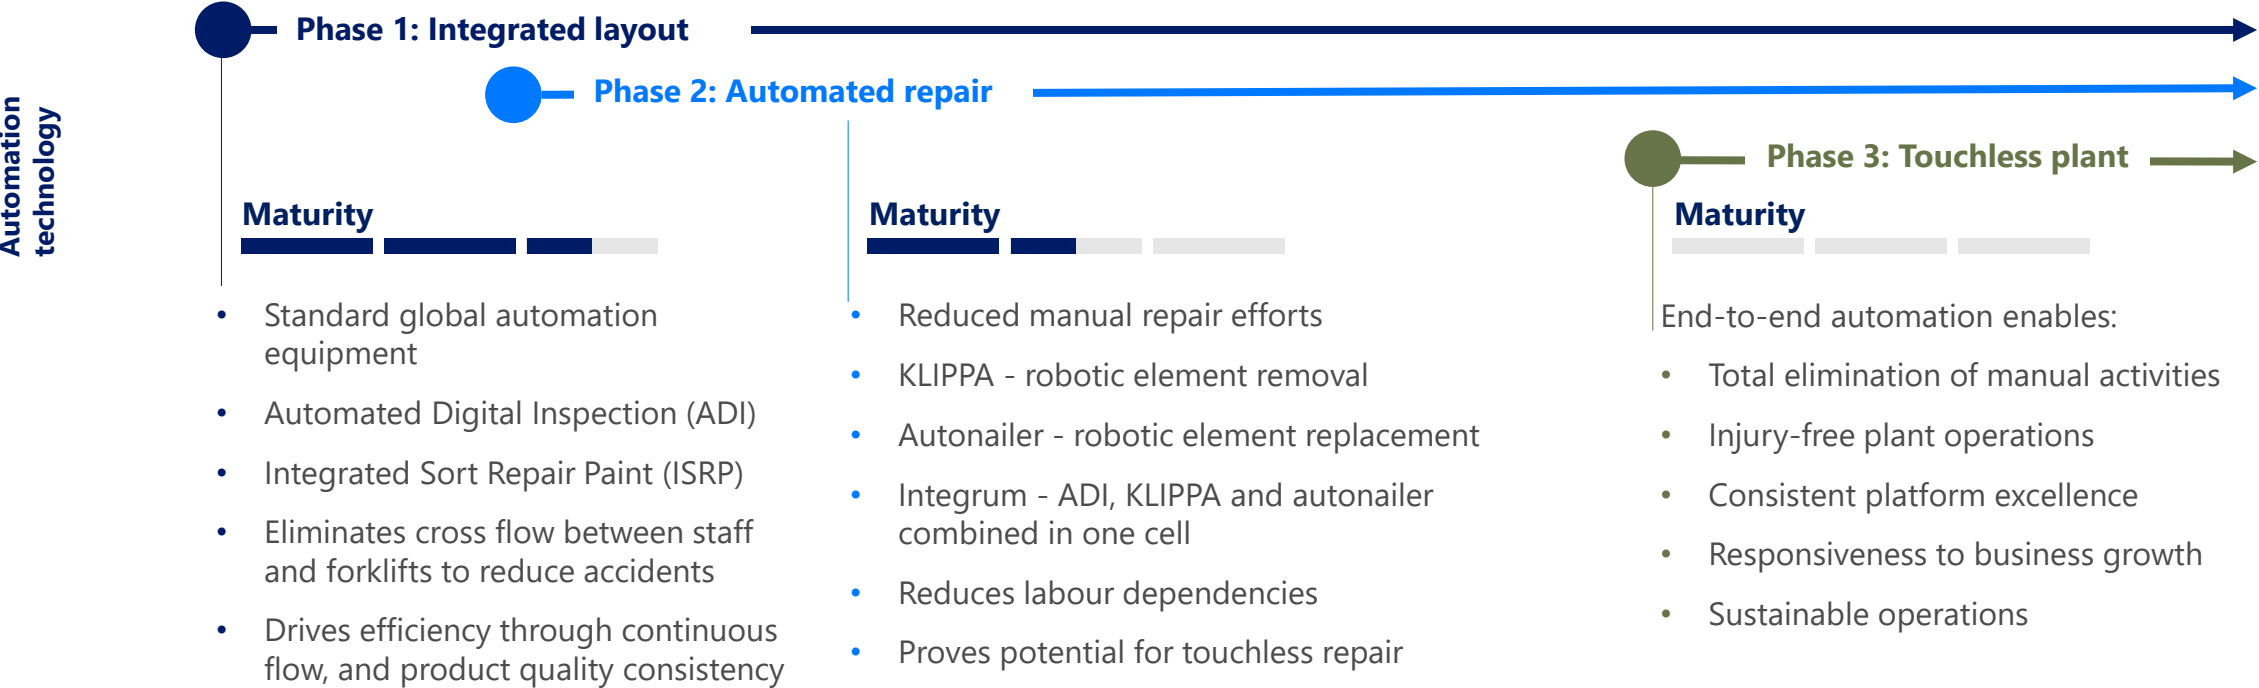 Automation
technology
Phase 1: Integrated layout
Phase 2: Automated repair
Phase 3: Touchless plant
Maturity
• Standard global automation
equipment
• Automated Digital Inspection (ADI)
• Integrated Sort Repair Paint (ISRP)
• Eliminates cross flow between staff
and forklifts to reduce accidents
• Drives efficiency through continuous
flow, and product quality consistency
Maturity
• Reduced manual repair efforts
• KLIPPA - robotic element removal
• Autonailer - robotic element replacement
• Integrum - ADI, KLIPPA and autonailer
combined in one cell
• Reduces labour dependencies
• Proves potential for touchless repair
Maturity
End-to-end automation enables:
• Total elimination of manual activities
• Injury-free plant operations
• Consistent platform excellence
• Responsiveness to business growth
• Sustainable operations